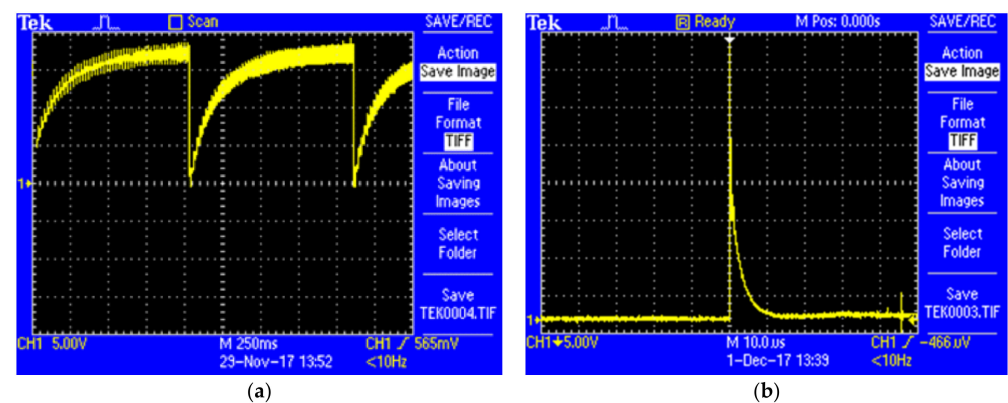 Tek
Scan
SAVE/REC
Action
Save Image
File
Format
TIFF
About
Saving
Images
Select
Folder
Save
TEK0004.TIF
1
CH1 5.00V
M 250ms
CH1 565mV
29-Nov-17 13:52
<10Hz
(a)
Tek
R Ready
M Pos: 0.000s
SAVE/REC
Action
Save Image
File
Format
TIFF
About
Saving
Images
Select
Folder
Save
TEK0003.TIF
1
CH1 5.00V
M 10.0µs
CH1 -466µV
1-Dec-17 13:39
<10Hz
(b)